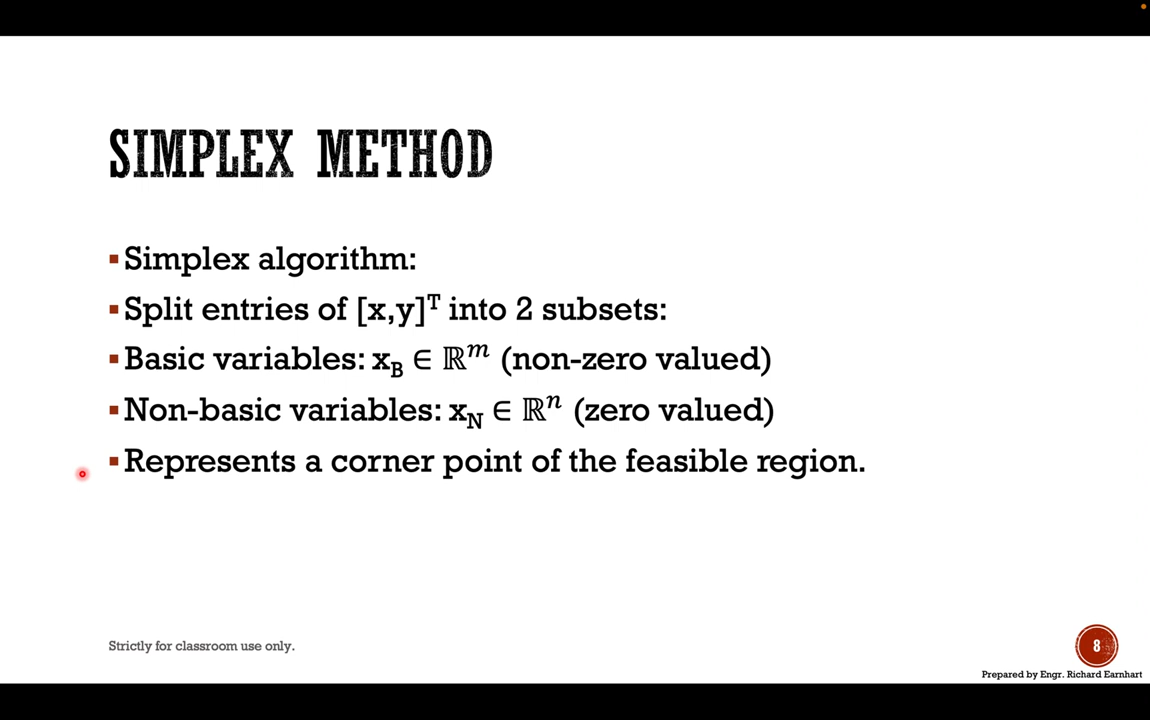 SIMPLEX METHOD
▪Simplex algorithm:
▪Split entries of [x,y]ᵀ into 2 subsets:
▪Basic variables: x_B ∈ ℝᵐ (non-zero valued)
▪Non-basic variables: x_N ∈ ℝⁿ (zero valued)
▪Represents a corner point of the feasible region.
Strictly for classroom use only.
8
Prepared by Engr. Richard Earnhart